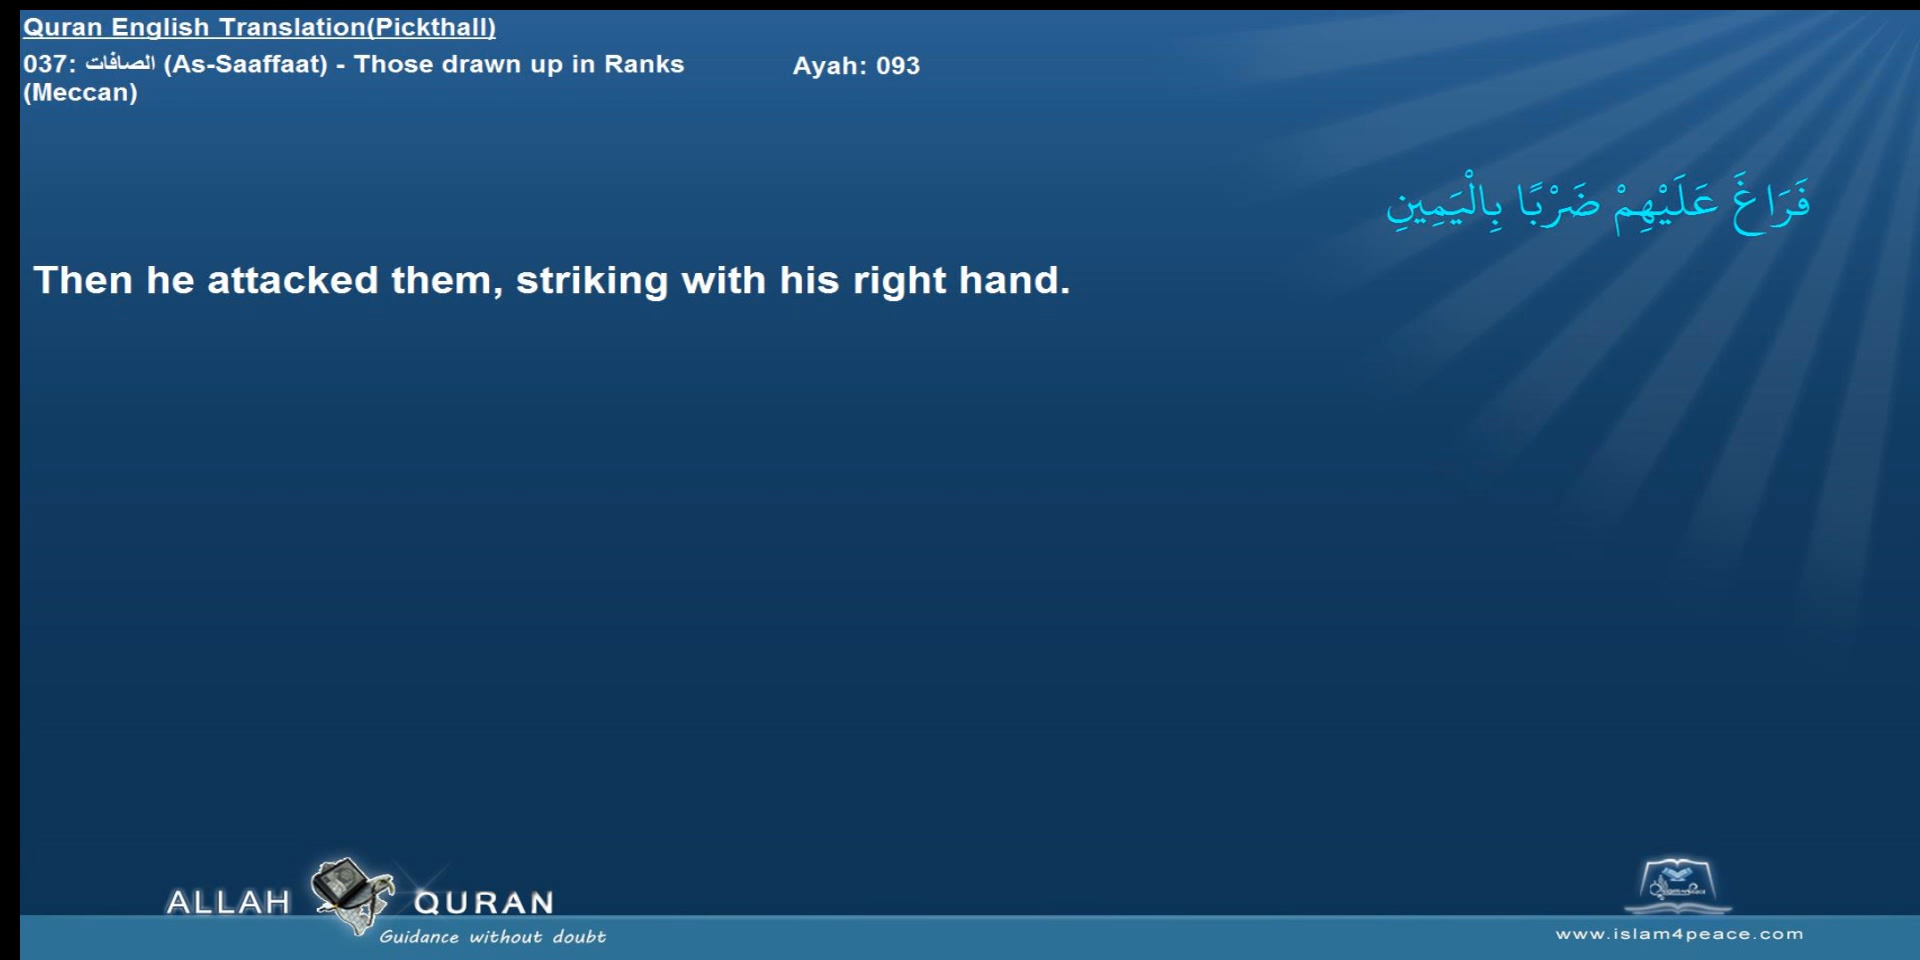 Quran English Translation(Pickthall)
037: الصافات (As-Saaffaat) - Those drawn up in Ranks
(Meccan)
Ayah: 093
فَرَاغَ عَلَيْهِمْ ضَرْبًا بِالْيَمِينِ
Then he attacked them, striking with his right hand.
ALLAH QURAN
Guidance without doubt
www.islam4peace.com